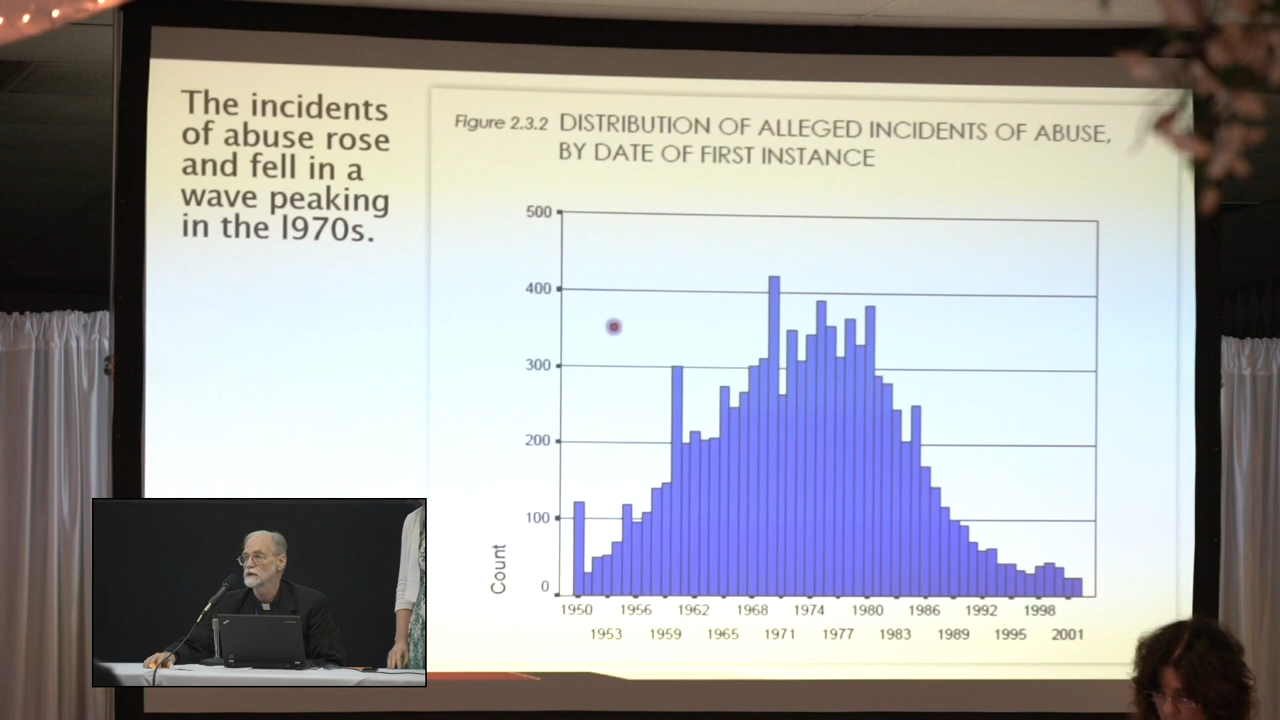 The incidents
of abuse rose
and fell in a
wave peaking
in the 1970s.
Figure 2.3.2 DISTRIBUTION OF ALLEGED INCIDENTS OF ABUSE,
BY DATE OF FIRST INSTANCE
500
400
300
200
100
0
Count
1950 1956 1962 1968 1974 1980 1986 1992 1998
1953 1959 1965 1971 1977 1983 1989 1995 2001